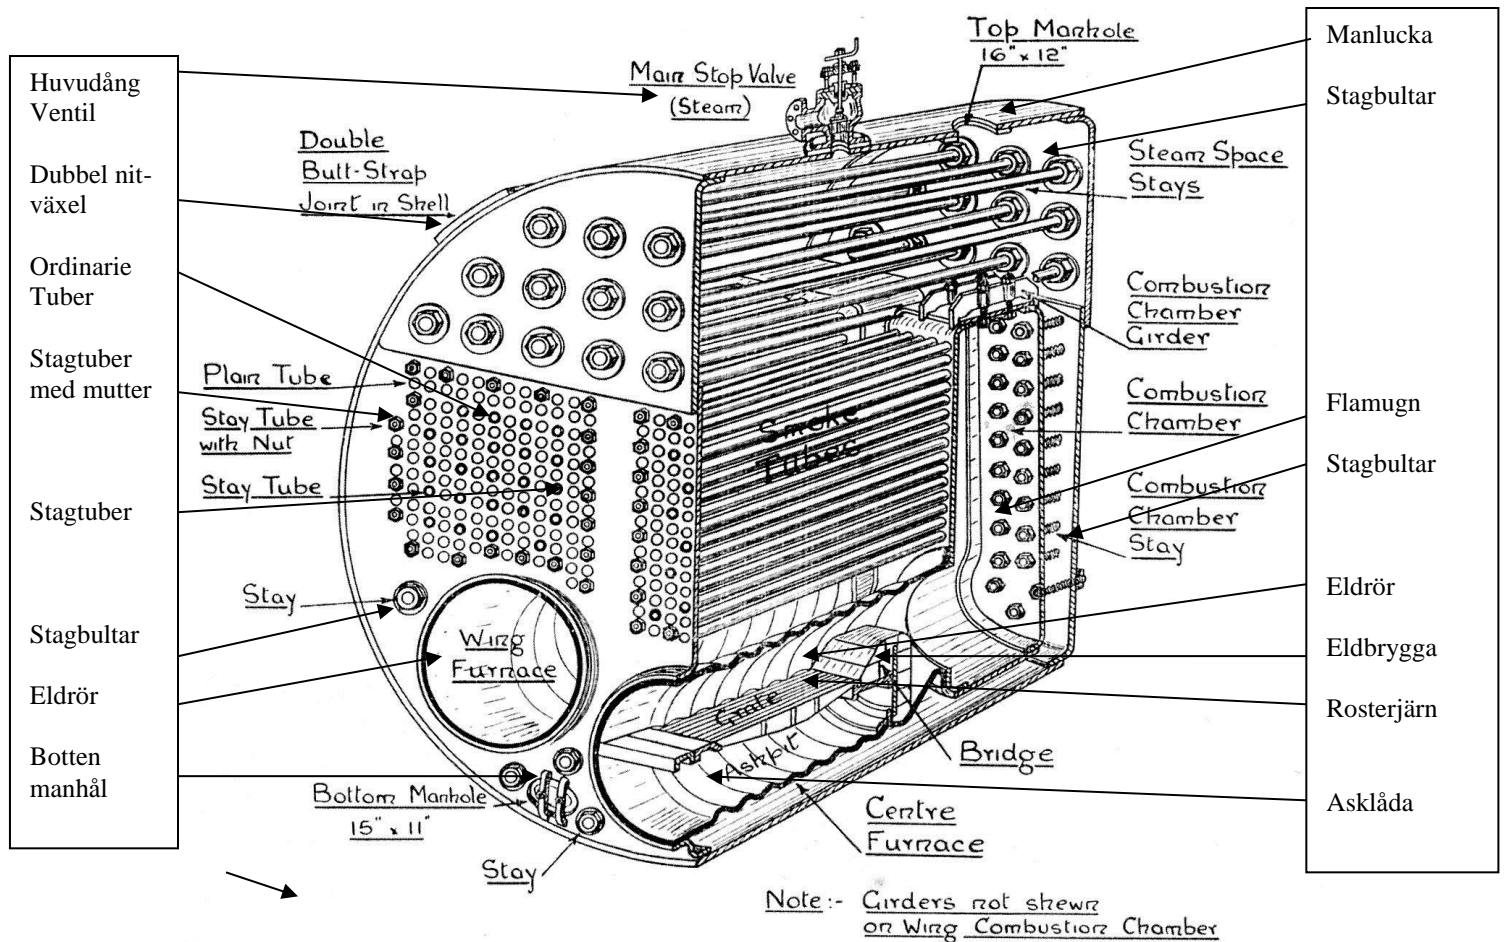 Huvudång
Ventil
Dubbel nit-
växel
Ordinarie
Tuber
Stagtuber
med mutter
Stagtuber
Stagbultar
Eldrör
Botten
manhål
Main Stop Valve
(Steam)
Top Manhole
16" x 12"
Double
Butt-Strap
Joint in Shell
Steam Space
Stays
Combustion
Chamber
Girder
Plain Tube
Stay Tube
with Nut
Stay Tube
Smoke
Tubes
Combustion
Chamber
Combustion
Chamber
Stay
Stay
Wing
Furnace
Grate
Ashpit
Bridge
Bottom Manhole
15" x 11"
Centre
Furnace
Stay
Note:- Girders not shewn
on Wing Combustion Chamber
Manlucka
Stagbultar
Flamugn
Stagbultar
Eldrör
Eldbrygga
Rosterjärn
Asklåda